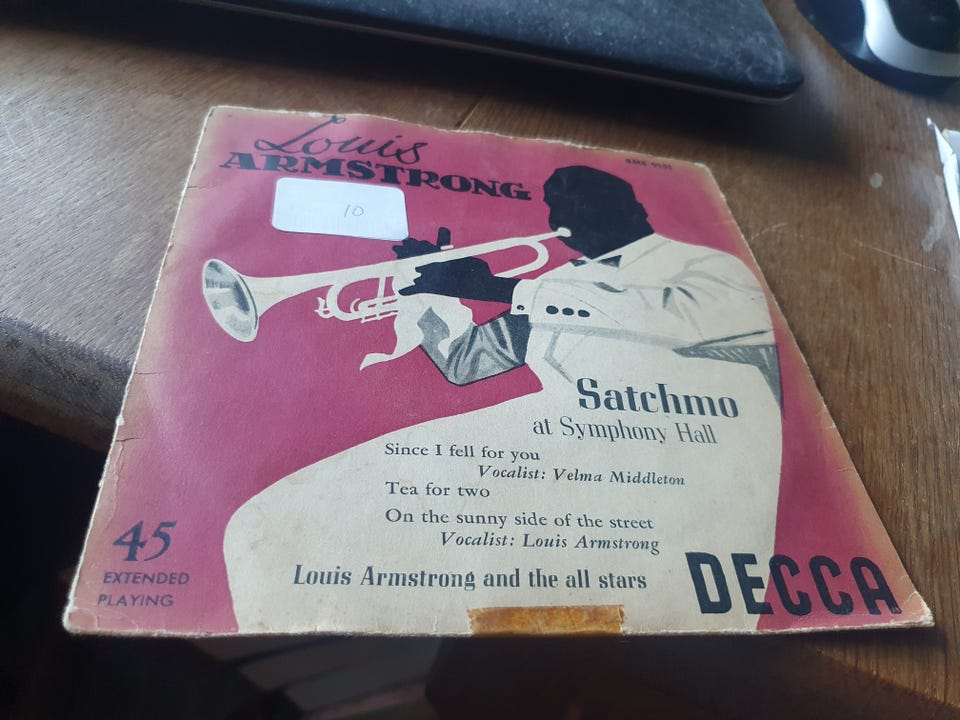 Louis
ARMSTRONG
10
Satchmo
at Symphony Hall
Since I fell for you
Vocalist: Velma Middleton
Tea for two
On the sunny side of the street
Vocalist: Louis Armstrong
Louis Armstrong and the all stars
45
EXTENDED
PLAYING
DECCA